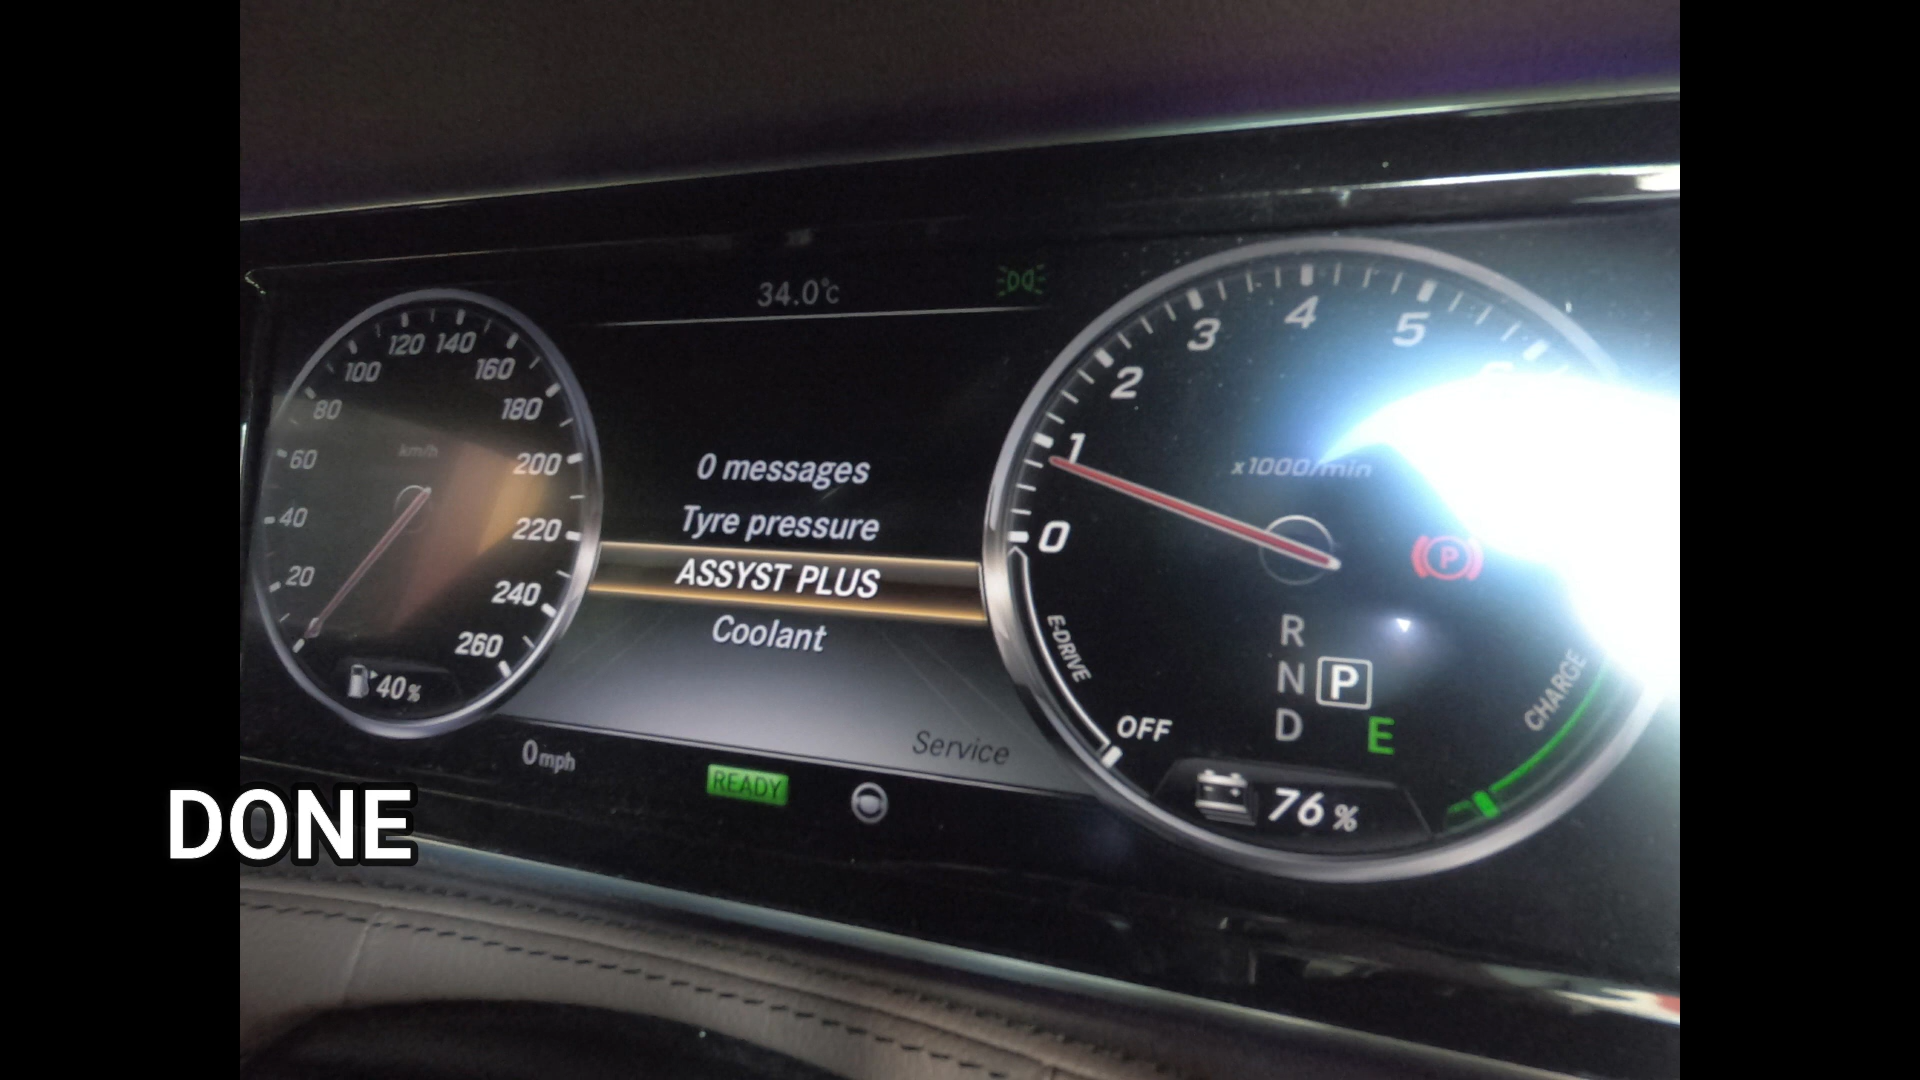 34.0°C
120 140
100
160
80
180
km/h
60
200
40
220
20
240
260
40%
0 messages
Tyre pressure
ASSYST PLUS
Coolant
Service
0 mph
READY
4
3
5
2
1
x1000/min
0
P
R
N P
D
E
E-DRIVE
OFF
CHARGE
76 %
DONE